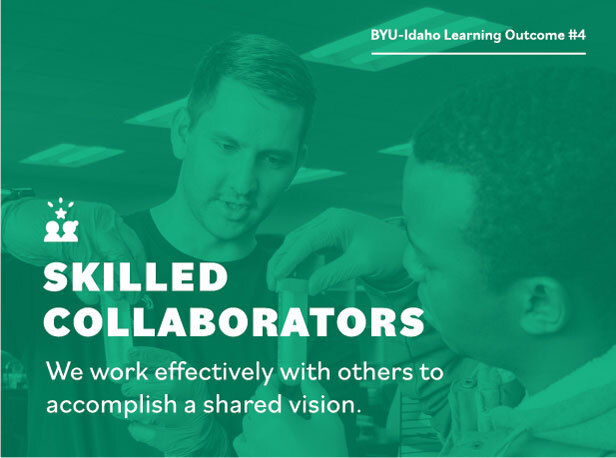 BYU-Idaho Learning Outcome #4
SKILLED
COLLABORATORS
We work effectively with others to
accomplish a shared vision.